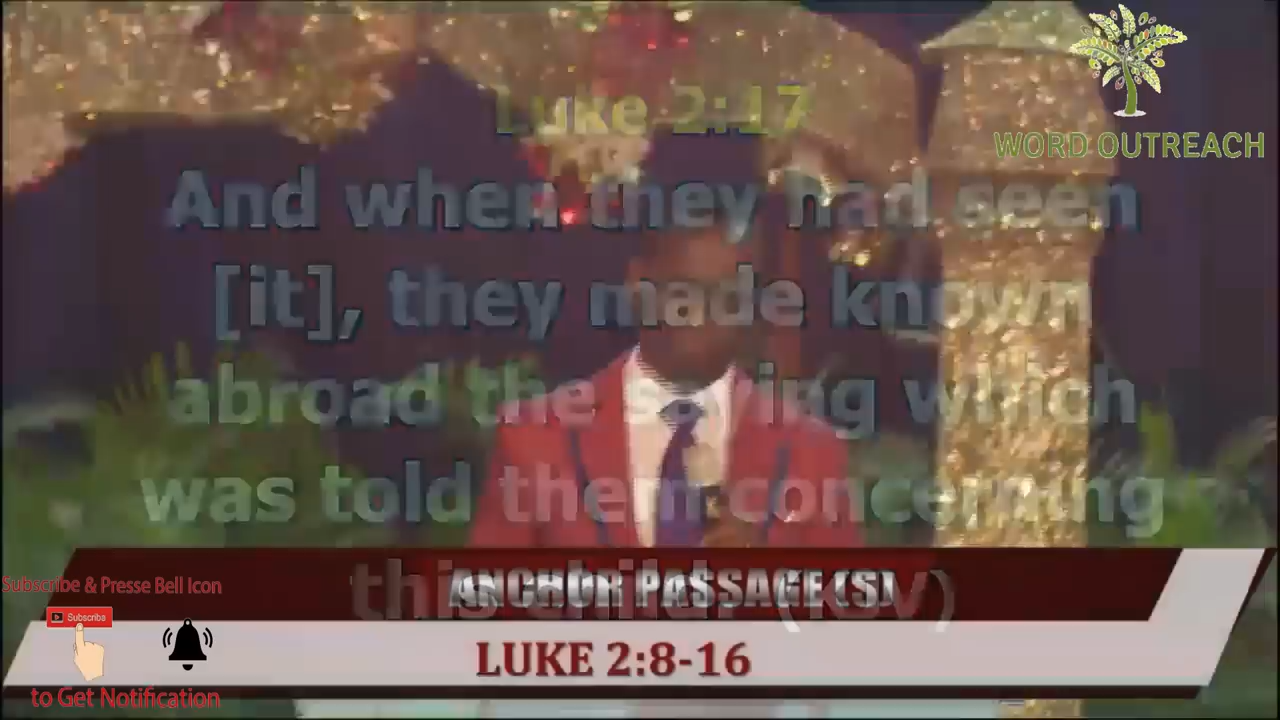 Luke 2:17
WORD OUTREACH
And when they had seen
[it], they made known
abroad the saying which
was told them concerning
this child. (KJV)
ANCHOR PASSAGE (S)
LUKE 2:8-16
Subscribe & Presse Bell Icon
Subscribe
to Get Notification